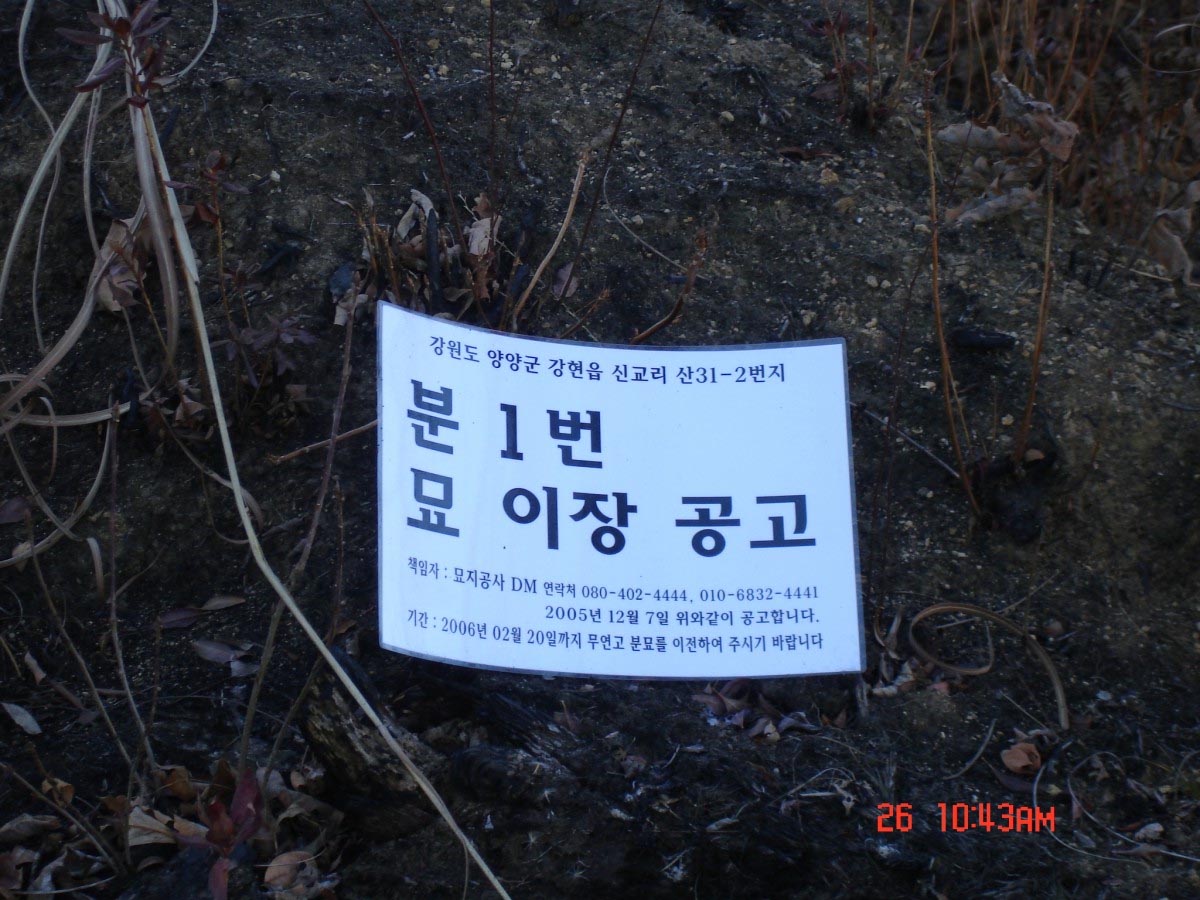 강원도 양양군 강현읍 신교리 산31-2번지
분묘 1번
이장 공고
책임자 : 묘지공사 DM 연락처 080-402-4444, 010-6832-4441
2005년 12월 7일 위와같이 공고합니다.
기간 : 2006년 02월 20일까지 무연고 분묘를 이전하여 주시기 바랍니다
26 10:43AM